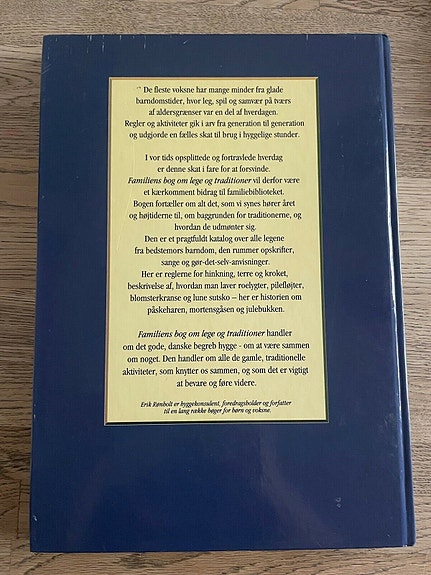 De fleste voksne har mange minder fra glade
barndomstider, hvor leg, spil og samvær på tværs
af aldersgrænser var en del af hverdagen.
Regler og aktiviteter gik i arv fra generation til generation
og udgjorde en fælles skat til brug i hyggelige stunder.
I vor tids opsplittede og fortravlede hverdag
er denne skat i fare for at forsvinde.
Familiens bog om lege og traditioner vil derfor være
et kærkomment bidrag til familiebiblioteket.
Bogen fortæller om alt det, som vi synes hører året
og højtiderne til, om baggrunden for traditionerne, og
hvordan de udmønter sig.
Den er et pragtfuldt katalog over alle legene
fra bedstemors barndom, den rummer opskrifter,
sange og gør-det-selv-anvisninger.
Her er reglerne for hinkning, terre og kroket,
beskrivelse af, hvordan man laver roelygter, pilefløjter,
blomsterkranse og lune sutsko – her er historien om
påskeharen, mortensgåsen og julebukken.
Familiens bog om lege og traditioner handler
om det gode, danske begreb hygge - om at være sammen
om noget. Den handler om alle de gamle, traditionelle
aktiviteter, som knytter os sammen, og som det er vigtigt
at bevare og føre videre.
Erik Rømbolt er hyggekonsulent, foredragsholder og forfatter
til en lang række bøger for børn og voksne.